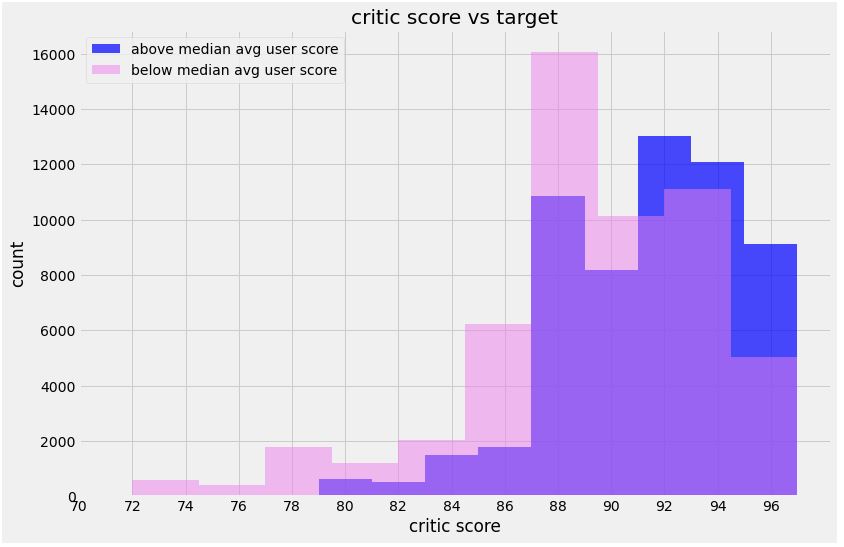 critic score vs target
above median avg user score
below median avg user score
16000
14000
12000
10000
8000
6000
4000
2000
0
count
70 72 74 76 78 80 82 84 86 88 90 92 94 96
critic score